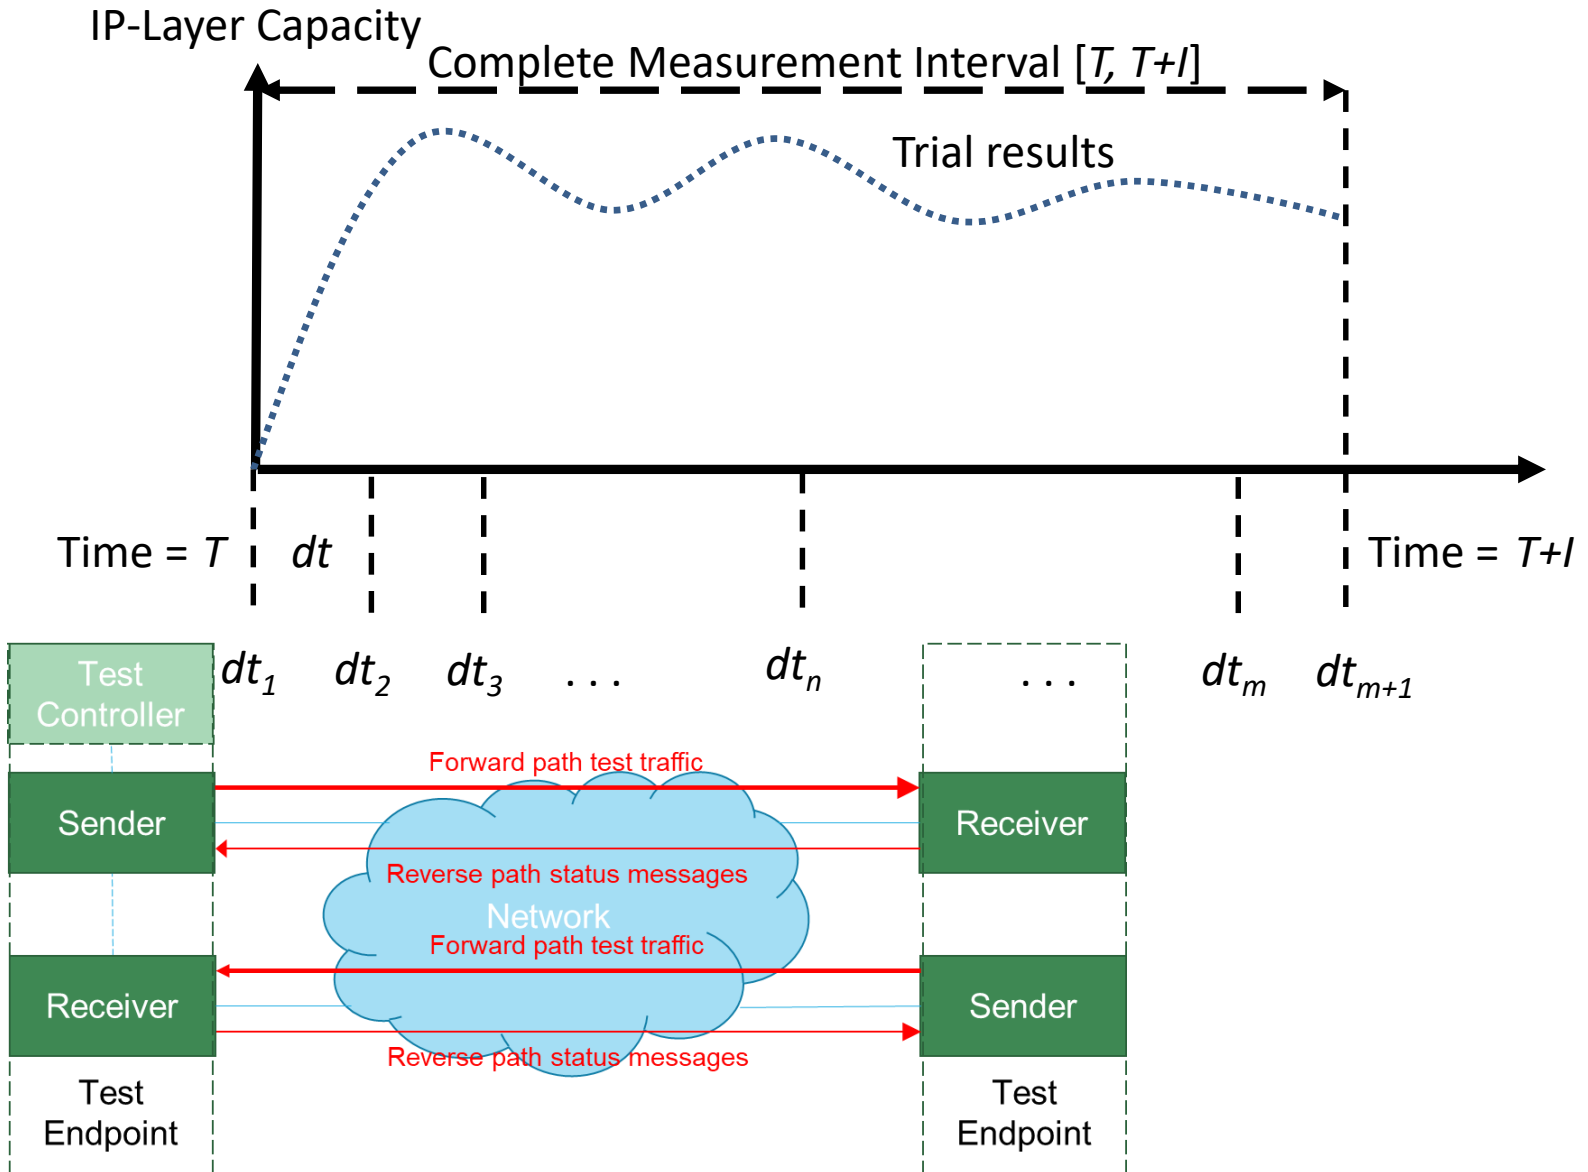 IP-Layer Capacity
Complete Measurement Interval [T, T+I]
Trial results
Time = T
dt
Time = T+I
dt1
dt2
dt3
. . .
dtn
. . .
dtm
dtm+1
Test
Controller
Forward path test traffic
Sender
Receiver
Reverse path status messages
Network
Forward path test traffic
Receiver
Sender
Reverse path status messages
Test
Endpoint
Test
Endpoint